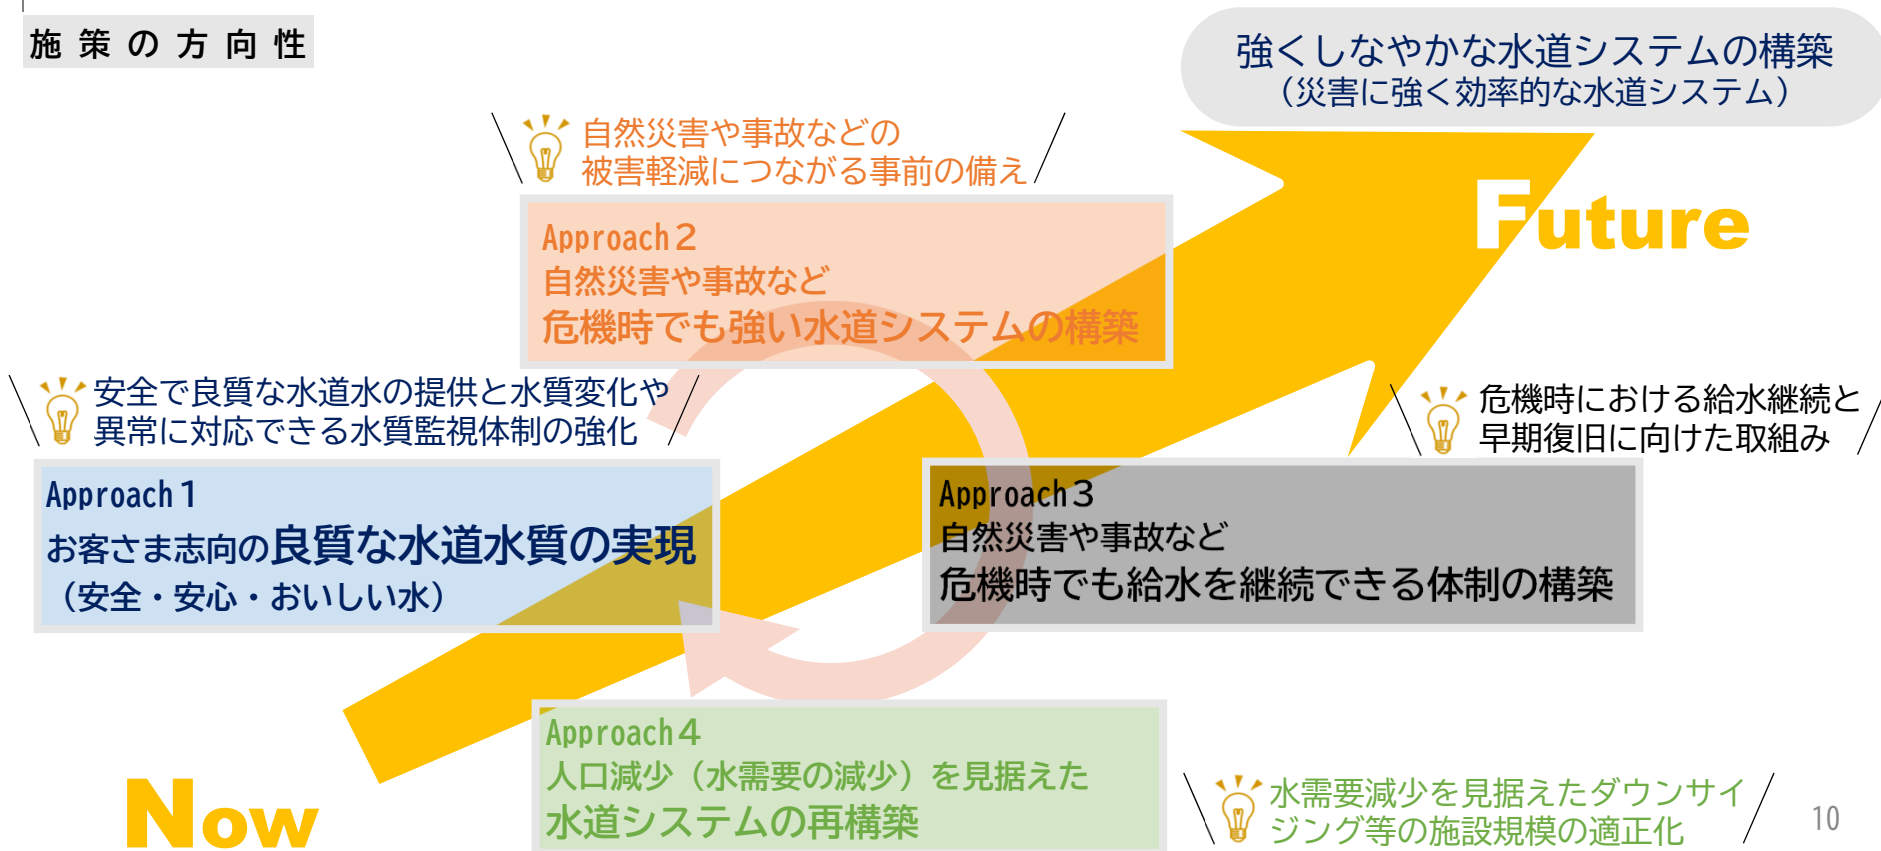 施策の方向性
強くしなやかな水道システムの構築
（災害に強く効率的な水道システム）
自然災害や事故などの
被害軽減につながる事前の備え
Approach２
自然災害や事故など
危機時でも強い水道システムの構築
Future
安全で良質な水道水の提供と水質変化や
異常に対応できる水質監視体制の強化
Approach１
お客さま志向の良質な水道水質の実現
（安全・安心・おいしい水）
危機時における給水継続と
早期復旧に向けた取組み
Approach３
自然災害や事故など
危機時でも給水を継続できる体制の構築
Approach４
人口減少（水需要の減少）を見据えた
水道システムの再構築
水需要減少を見据えたダウンサイ
ジング等の施設規模の適正化
Now
10